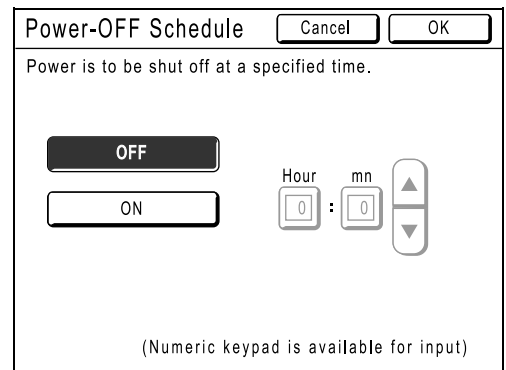 Power-OFF Schedule Cancel OK
Power is to be shut off at a specified time.
OFF
Hour mn
ON 0 : 0
(Numeric keypad is available for input)